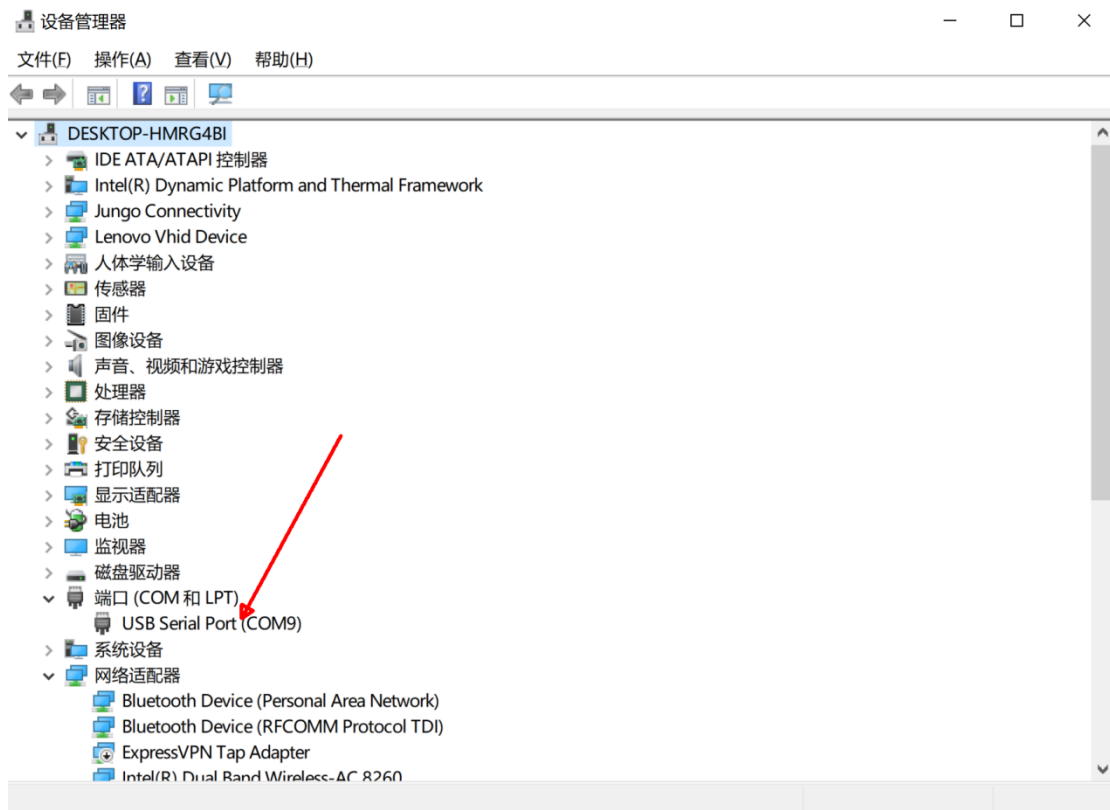 设备管理器
文件(F) 操作(A) 查看(V) 帮助(H)
DESKTOP-HMRG4BI
IDE ATA/ATAPI 控制器
Intel(R) Dynamic Platform and Thermal Framework
Jungo Connectivity
Lenovo Vhid Device
人体学输入设备
传感器
固件
图像设备
声音、视频和游戏控制器
处理器
存储控制器
安全设备
打印队列
显示适配器
电池
监视器
磁盘驱动器
端口 (COM 和 LPT)
USB Serial Port (COM9)
系统设备
网络适配器
Bluetooth Device (Personal Area Network)
Bluetooth Device (RFCOMM Protocol TDI)
ExpressVPN Tap Adapter
Intel(R) Dual Band Wireless-AC 8260